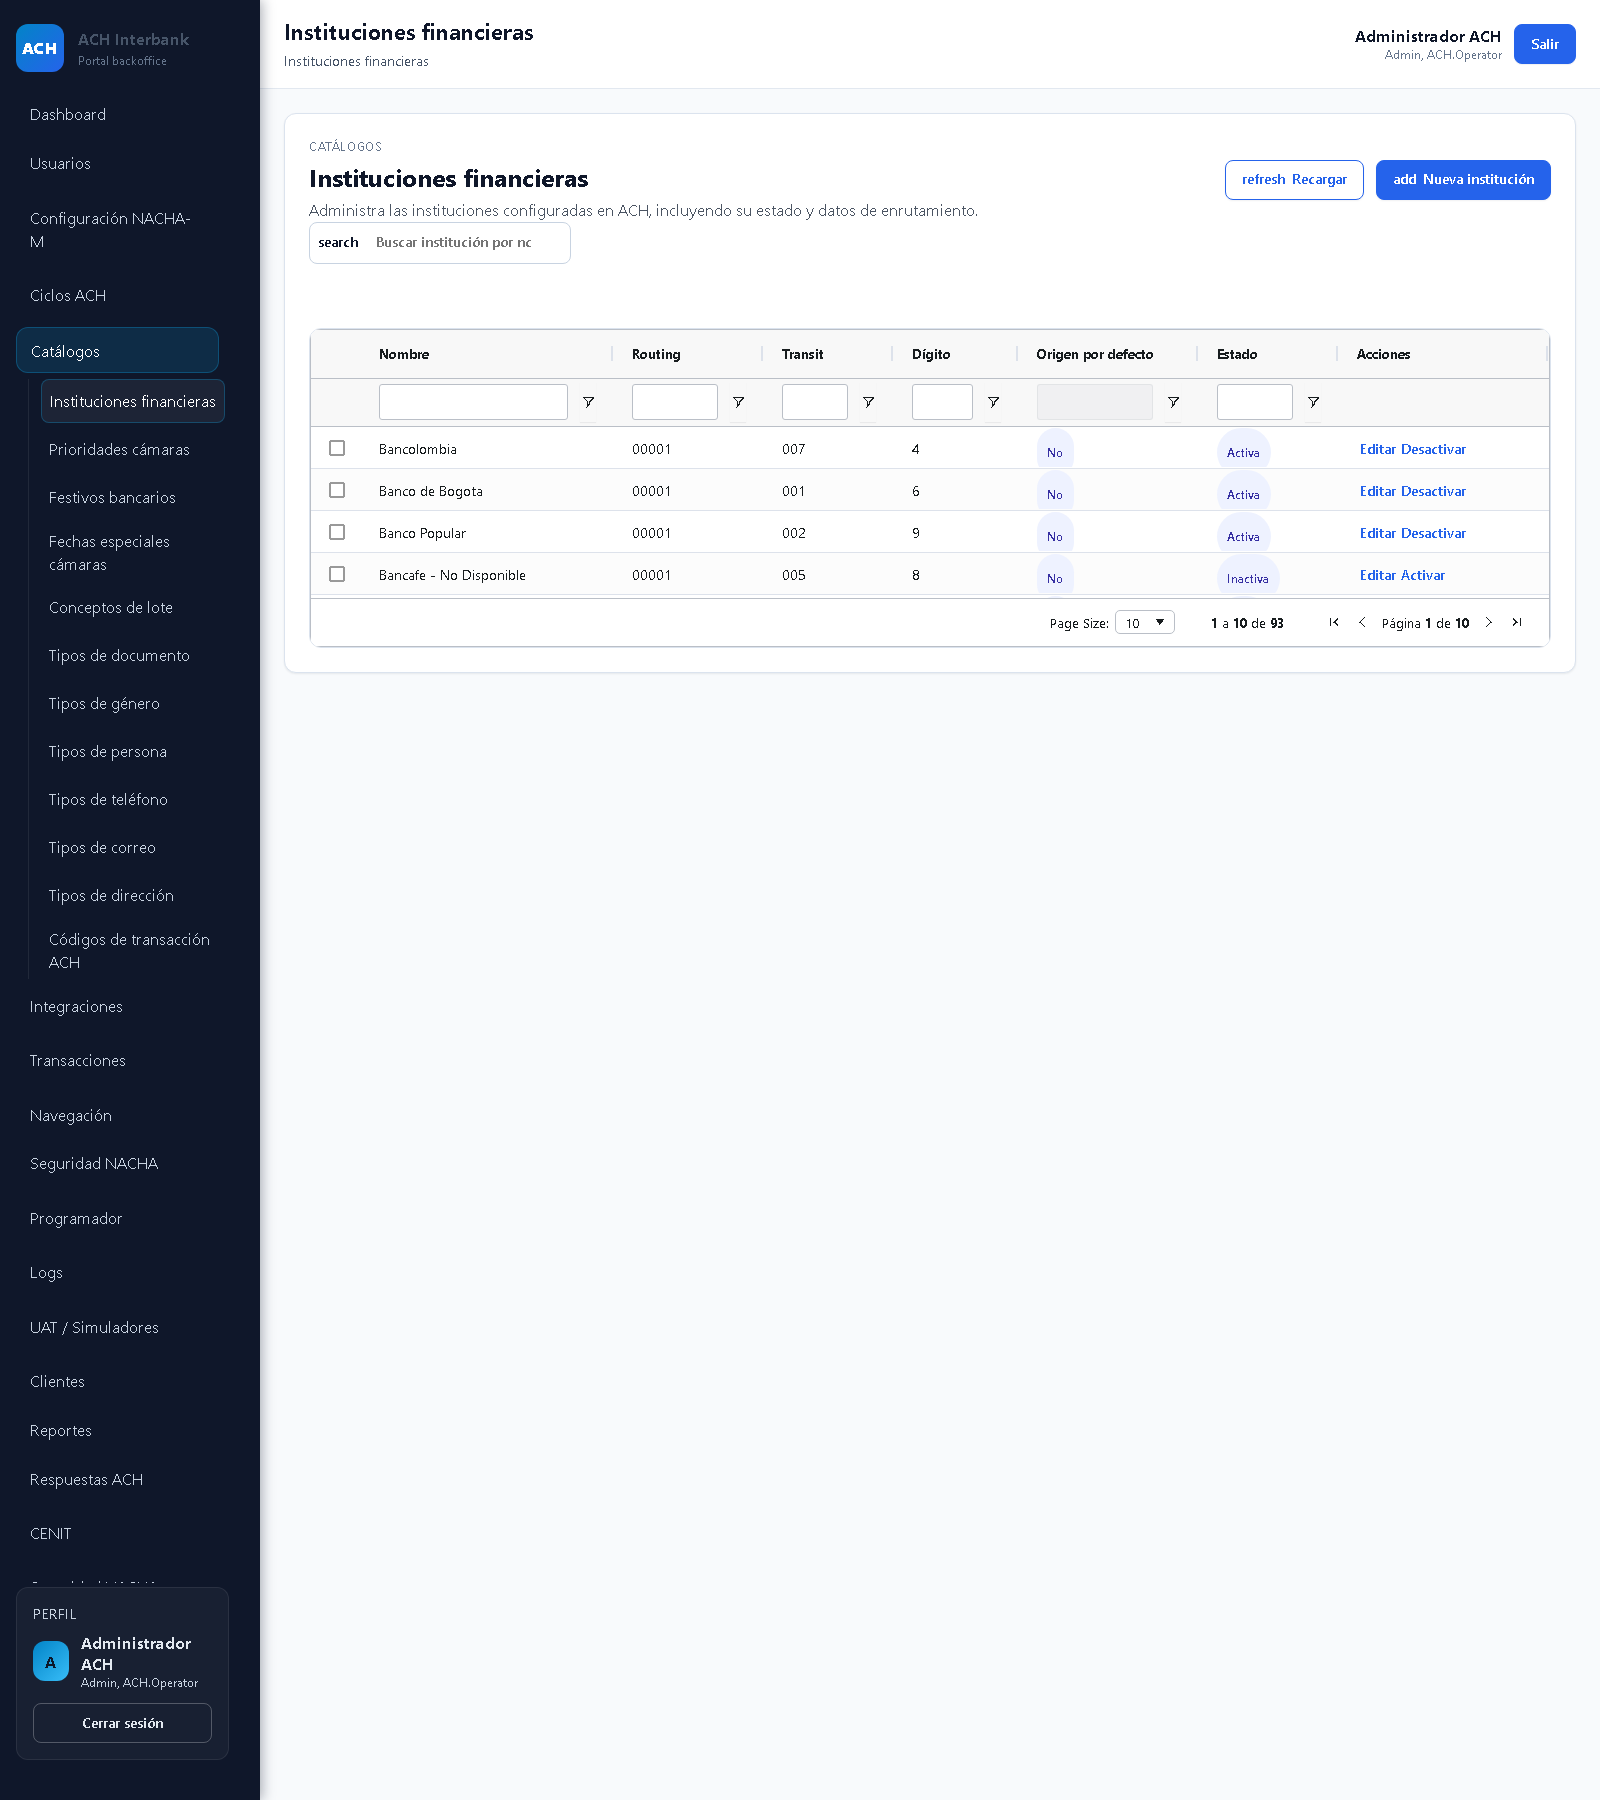 ACH
ACH Interbank
Portal backoffice
Dashboard
Usuarios
Configuración NACHA-
M
Ciclos ACH
Catálogos
Instituciones financieras
Prioridades cámaras
Festivos bancarios
Fechas especiales
cámaras
Conceptos de lote
Tipos de documento
Tipos de género
Tipos de persona
Tipos de teléfono
Tipos de correo
Tipos de dirección
Códigos de transacción
ACH
Integraciones
Transacciones
Navegación
Seguridad NACHA
Programador
Logs
UAT / Simuladores
Clientes
Reportes
Respuestas ACH
CENIT
PERFIL
A
Administrador
ACH
Admin, ACH.Operator
Cerrar sesión
Instituciones financieras
Instituciones financieras
Administrador ACH
Admin, ACH.Operator
Salir
CATÁLOGOS
Instituciones financieras
Administra las instituciones configuradas en ACH, incluyendo su estado y datos de enrutamiento.
refresh Recargar
add Nueva institución
search Buscar institución por nc
Nombre Routing Transit Dígito Origen por defecto Estado Acciones
Bancolombia 00001 007 4 No Activa Editar Desactivar
Banco de Bogota 00001 001 6 No Activa Editar Desactivar
Banco Popular 00001 002 9 No Activa Editar Desactivar
Bancafe - No Disponible 00001 005 8 No Inactiva Editar Activar
Page Size: 10 1 a 10 de 93 Página 1 de 10